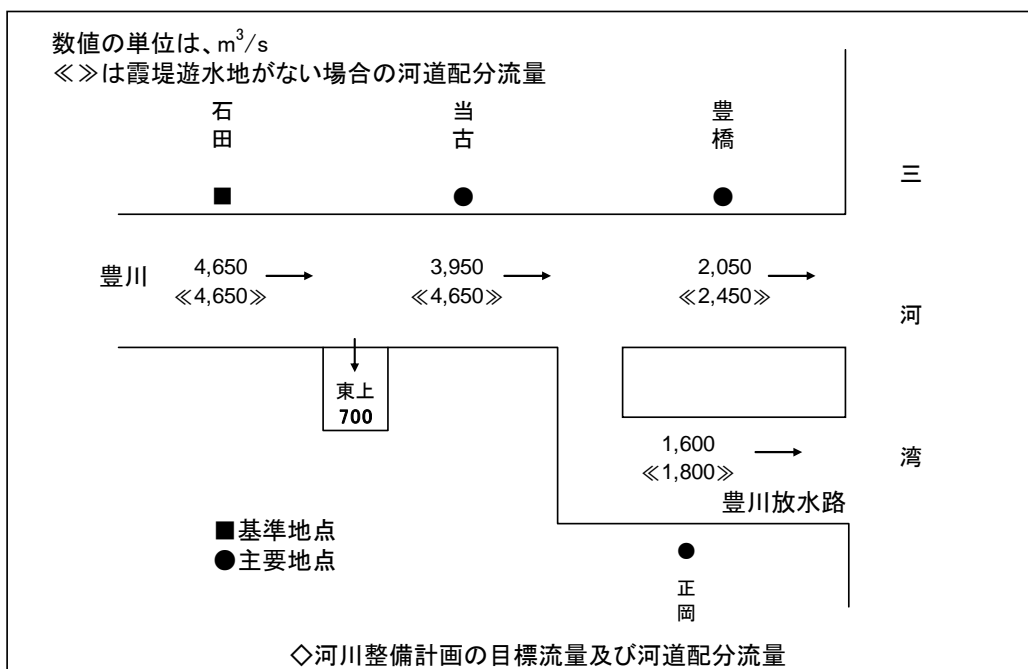 数値の単位は、m³/s
≪≫は霞堤遊水地がない場合の河道配分流量
石田
当古
豊橋
三河湾
豊川
4,650
≪4,650≫
3,950
≪4,650≫
2,050
≪2,450≫
東上
700
1,600
≪1,800≫
豊川放水路
■基準地点
●主要地点
正岡
◇河川整備計画の目標流量及び河道配分流量